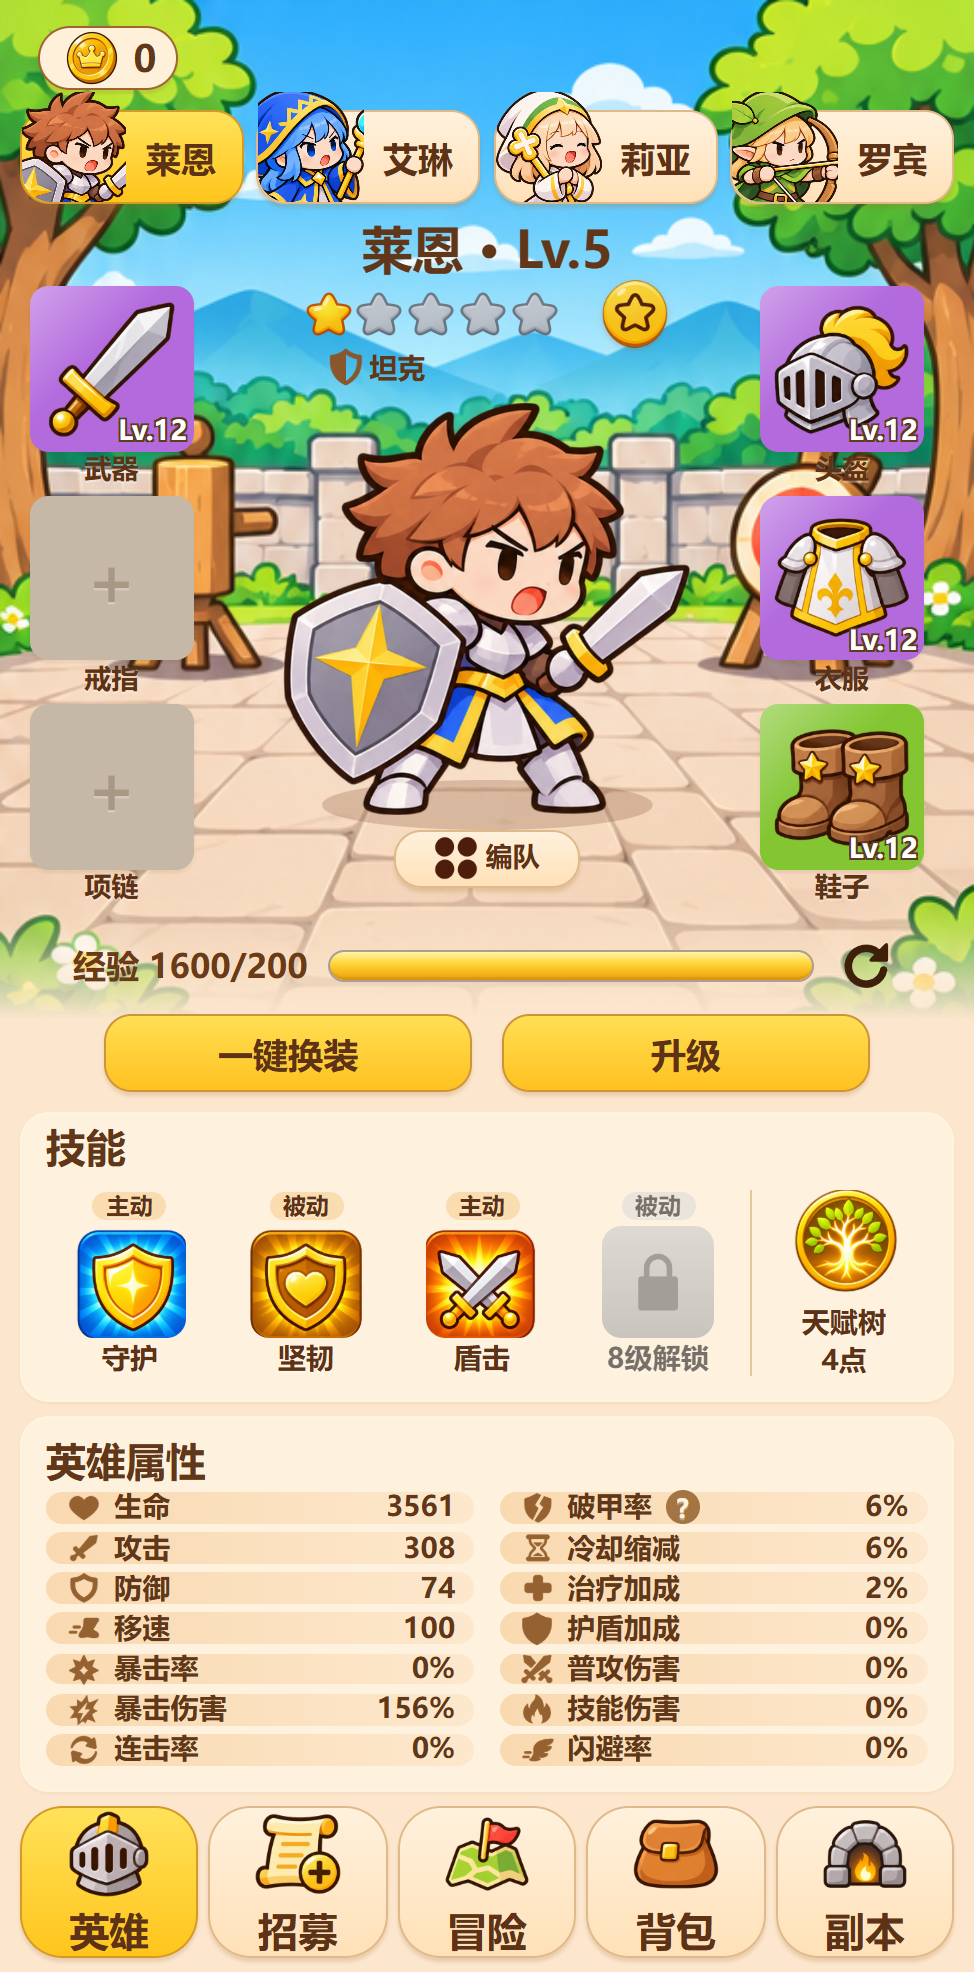 0
莱恩
艾琳
莉亚
罗宾
莱恩·Lv.5
坦克
Lv.12
武器
Lv.12
头盔
+
戒指
Lv.12
衣服
+
项链
Lv.12
鞋子
编队
经验 1600/200
一键换装
升级
技能
主动
被动
主动
被动
守护
坚韧
盾击
8级解锁
天赋树
4点
英雄属性
生命 3561
破甲率 ? 6%
攻击 308
冷却缩减 6%
防御 74
治疗加成 2%
移速 100
护盾加成 0%
暴击率 0%
普攻伤害 0%
暴击伤害 156%
技能伤害 0%
连击率 0%
闪避率 0%
英雄
招募
冒险
背包
副本